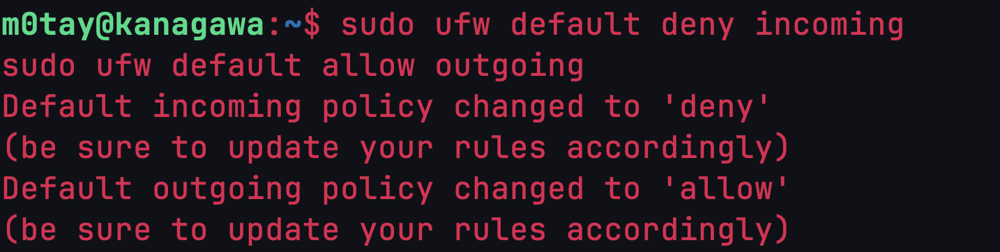 m0tay@kanagawa:~$ sudo ufw default deny incoming
sudo ufw default allow outgoing
Default incoming policy changed to 'deny'
(be sure to update your rules accordingly)
Default outgoing policy changed to 'allow'
(be sure to update your rules accordingly)